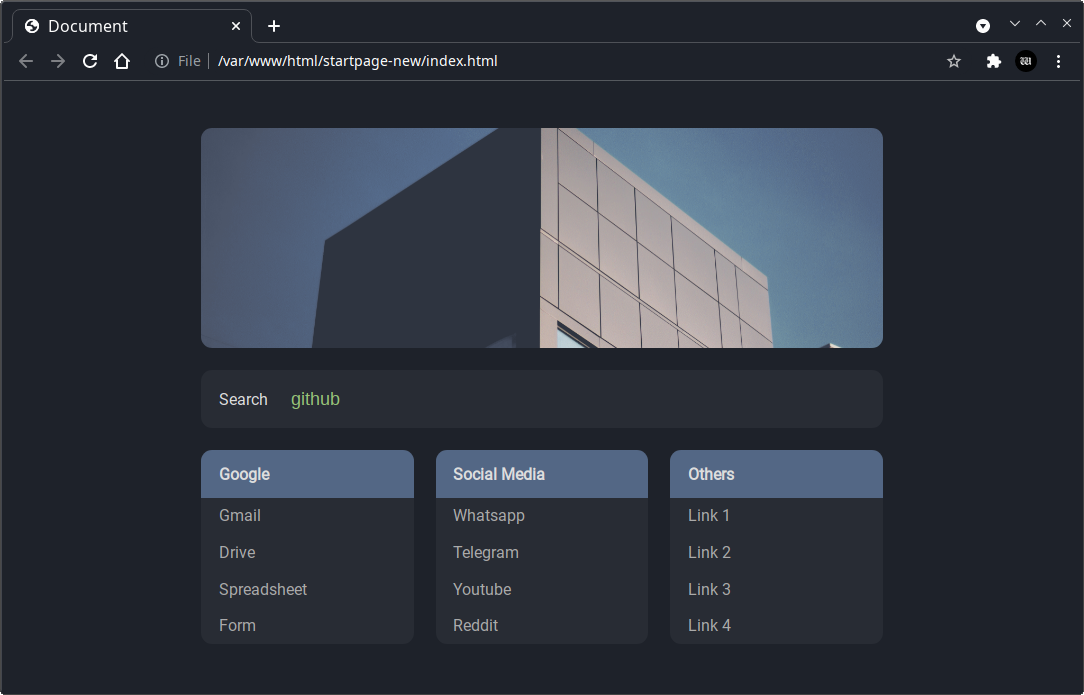 Document
File /var/www/html/startpage-new/index.html
Search github
Google
Gmail
Drive
Spreadsheet
Form
Social Media
Whatsapp
Telegram
Youtube
Reddit
Others
Link 1
Link 2
Link 3
Link 4